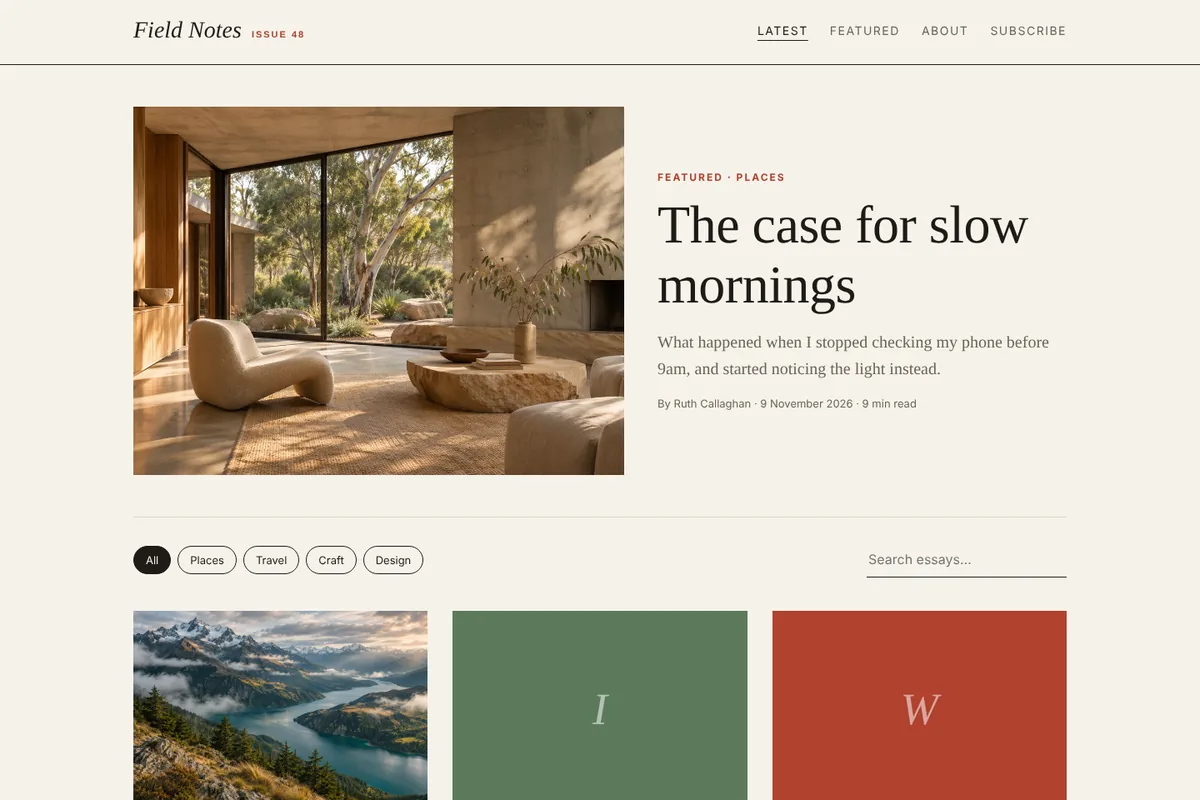 Field Notes ISSUE 48
LATEST FEATURED ABOUT SUBSCRIBE
FEATURED · PLACES
The case for slow
mornings
What happened when I stopped checking my phone before
9am, and started noticing the light instead.
By Ruth Callaghan · 9 November 2026 · 9 min read
All Places Travel Craft Design
Search essays...
I
W